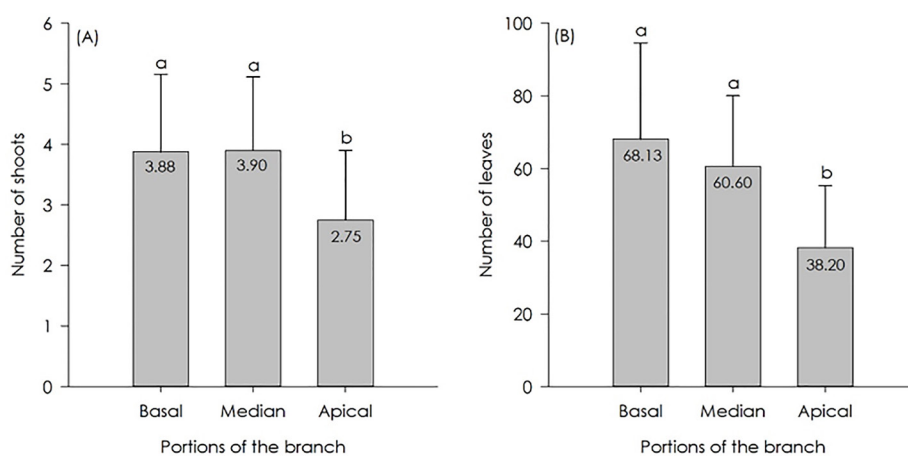 (A)
Number of shoots
6
5
4
3
2
1
0
a
a
b
3.88
3.90
2.75
Basal
Median
Apical
Portions of the branch
(B)
Number of leaves
100
80
60
40
20
0
a
a
b
68.13
60.60
38.20
Basal
Median
Apical
Portions of the branch